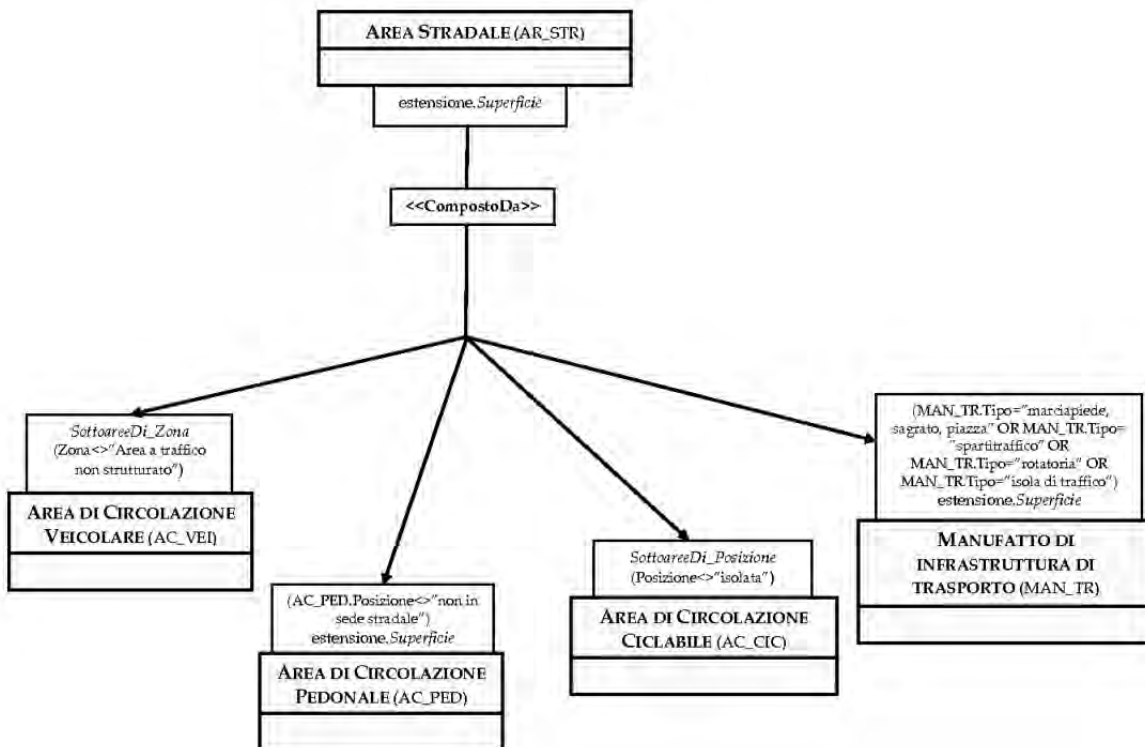 AREA STRADALE (AR_STR)
estensione.Superficie
<<CompostoDa>>
SottoareeDi_Zona
(Zona<>"Area a traffico
non strutturato")
AREA DI CIRCOLAZIONE
VEICOLARE (AC_VEI)
(AC_PED.Posizione<>"non in
sede stradale")
estensione.Superficie
AREA DI CIRCOLAZIONE
PEDONALE (AC_PED)
SottoareeDi_Posizione
(Posizione<>"isolata")
AREA DI CIRCOLAZIONE
CICLABILE (AC_CIC)
(MAN_TR.Tipo="marciapiede,
sagrato, piazza" OR MAN_TR.Tipo=
"spartitraffico" OR
MAN_TR.Tipo="rotatoria" OR
MAN_TR.Tipo="isola di traffico")
estensione.Superficie
MANUFATTO DI
INFRASTRUTTURA DI
TRASPORTO (MAN_TR)